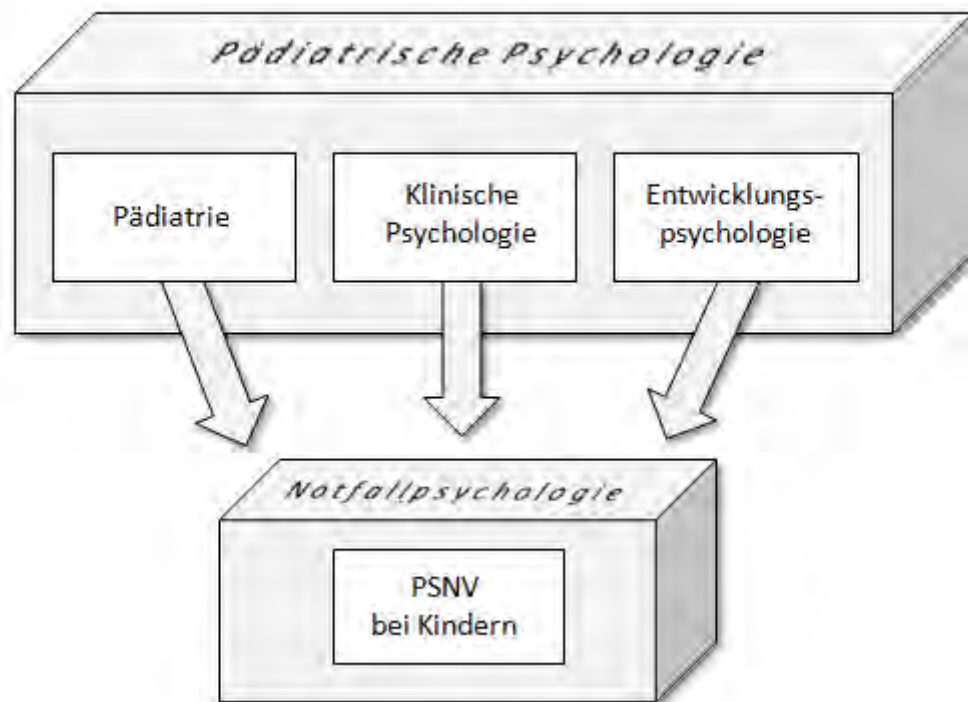 Pädiatrische Psychologie
Pädiatrie
Klinische
Psychologie
Entwicklungs-
psychologie
Notfallpsychologie
PSNV
bei Kindern